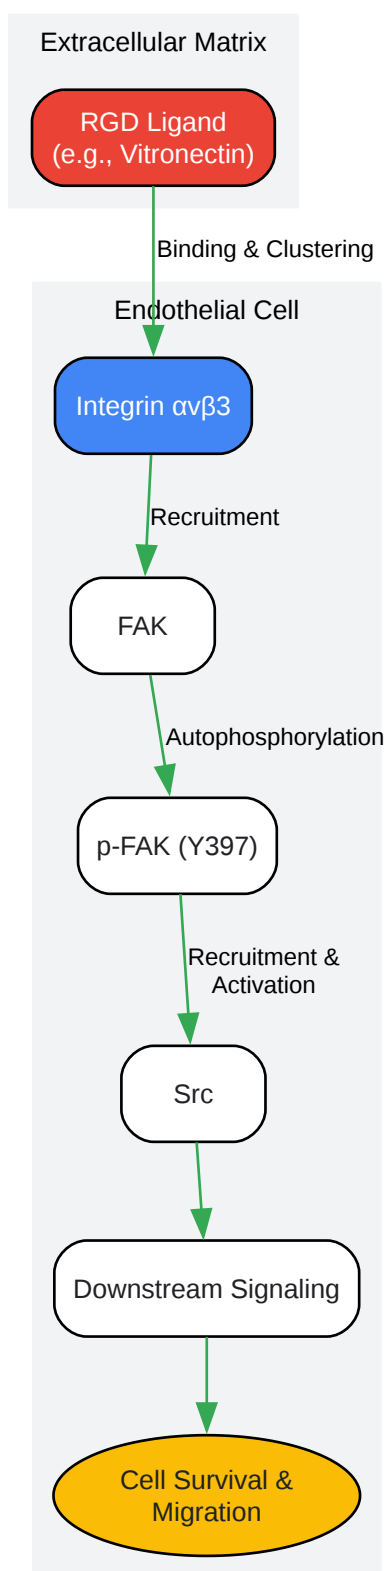 Extracellular Matrix
RGD Ligand
(e.g., Vitronectin)
Binding & Clustering
Endothelial Cell
Integrin αvβ3
Recruitment
FAK
Autophosphorylation
p-FAK (Y397)
Recruitment &
Activation
Src
Downstream Signaling
Cell Survival &
Migration